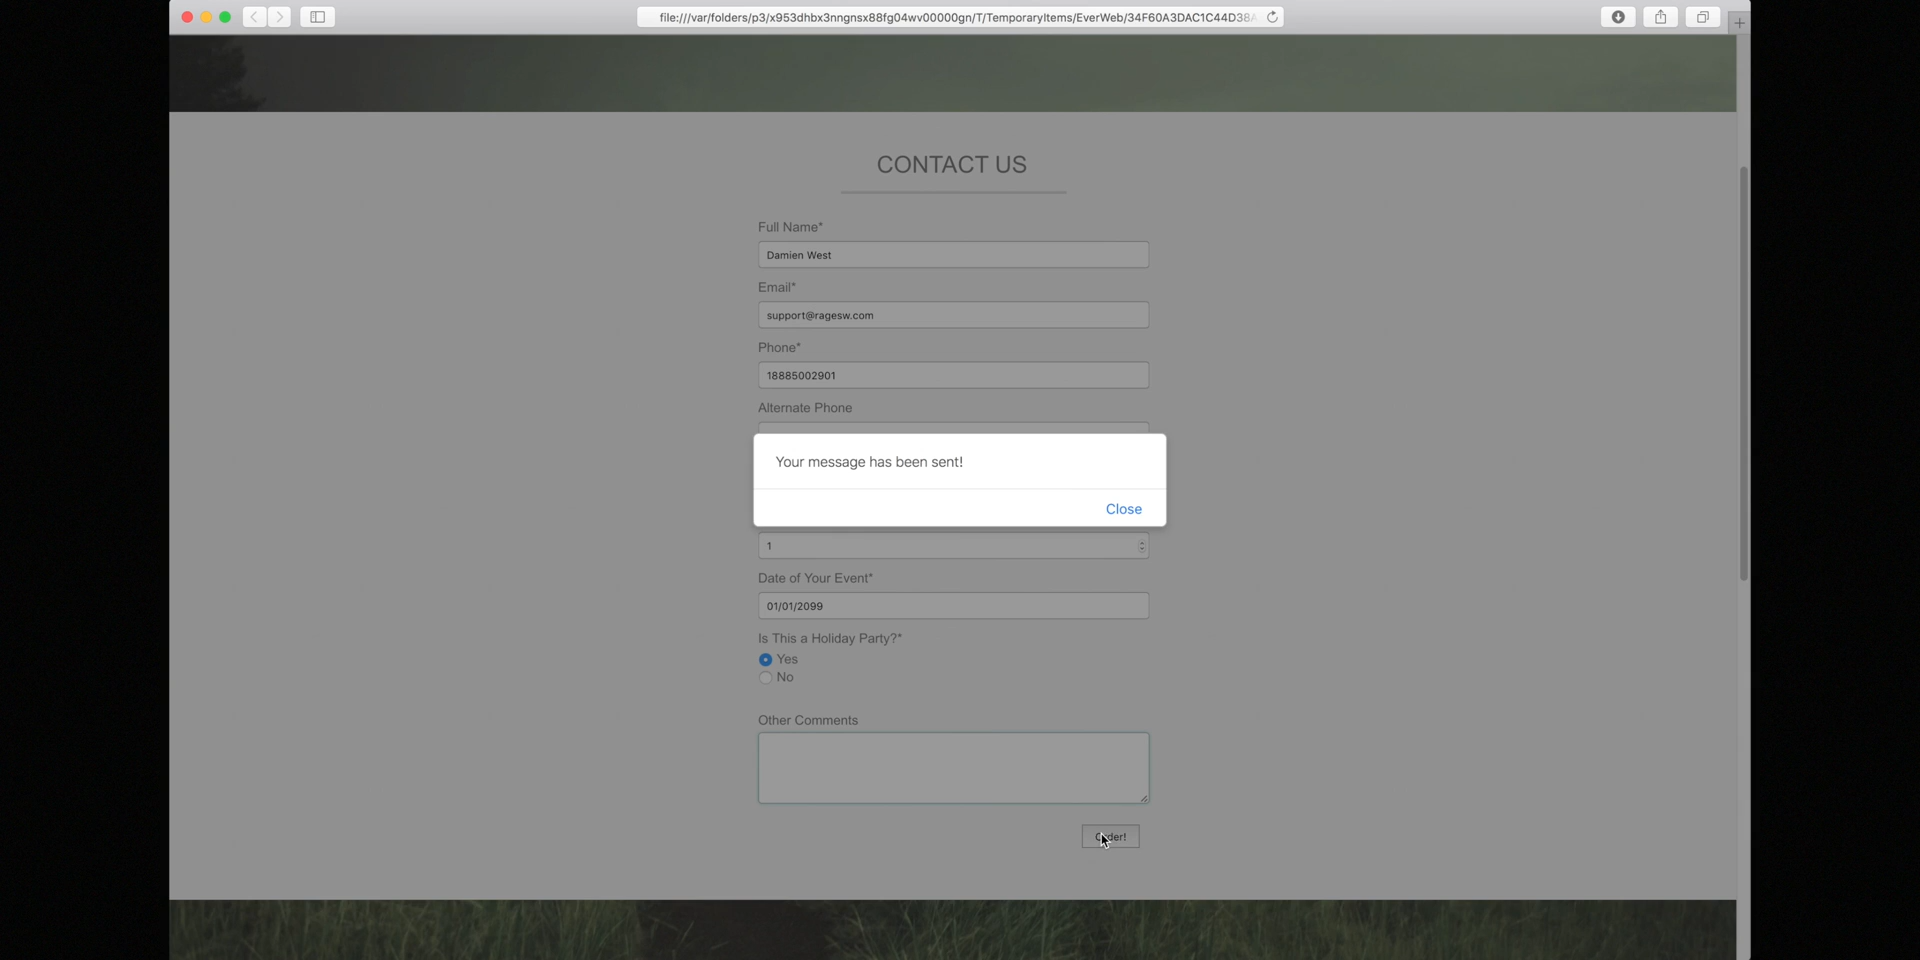 file:///var/folders/p3/x953dhbx3nngnsx88fg04wv00000gn/T/TemporaryItems/EverWeb/34F60A3DAC1C44D38A
CONTACT US
Full Name*
Damien West
Email*
support@ragesw.com
Phone*
18885002901
Alternate Phone
Your message has been sent!
Close
1
Date of Your Event*
01/01/2099
Is This a Holiday Party?*
Yes
No
Other Comments
Order!